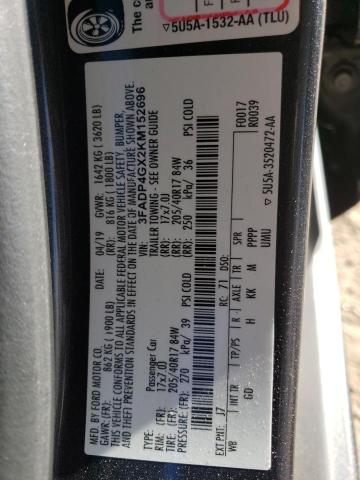 ▽5U5A-1532-AA (TLU)
MFD. BY FORD MOTOR CO.
04/19 GVWR: 1642 KG ( 3620 LB)
GAWR: (FR): 862 KG ( 1900 LB) (RR): 816 KG ( 1800 LB)
THIS VEHICLE CONFORMS TO ALL APPLICABLE FEDERAL MOTOR VEHICLE SAFETY, BUMPER,
AND THEFT PREVENTION STANDARDS IN EFFECT ON THE DATE OF MANUFACTURE SHOWN ABOVE.
VIN: 3FADP4GX2KM152696
TYPE: Passenger Car TRAILER TOWING - SEE OWNER GUIDE
RIM: (FR): 17x7.0J (RR): 17x7.0J
TIRE: (FR): 205/40R17 84W (RR): 205/40R17 84W
PRESSURE(FR): 270 kPa/ 39 PSI COLD (RR): 250 kPa/ 36 PSI COLD
F0017
EXT PNT: J7 RC: 71 DSO: R0039
WB INT TR TP/PS R AXLE TR SPR
GD H KK M PPPP
UMU
▽5U5A-3520472-AA